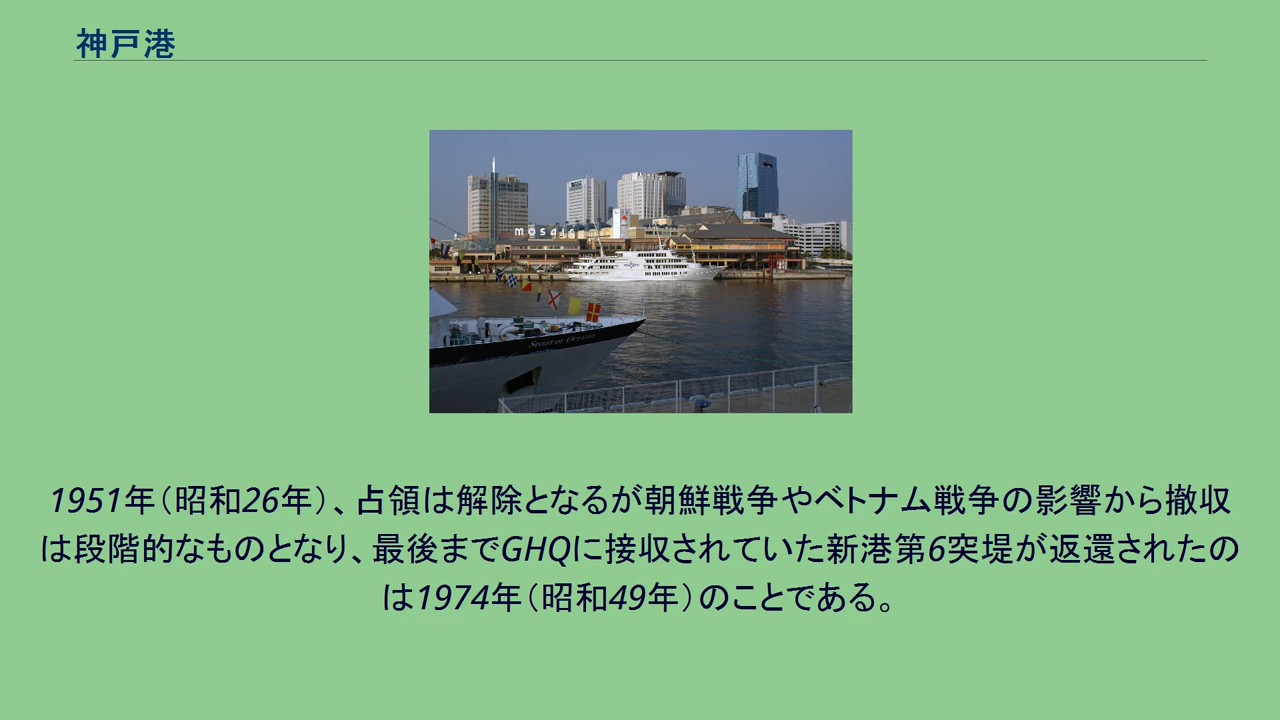 神戸港
mosaic
Spirit of Oceanus
1951年（昭和26年）、占領は解除となるが朝鮮戦争やベトナム戦争の影響から撤収
は段階的なものとなり、最後までGHQに接収されていた新港第6突堤が返還されたの
は1974年（昭和49年）のことである。